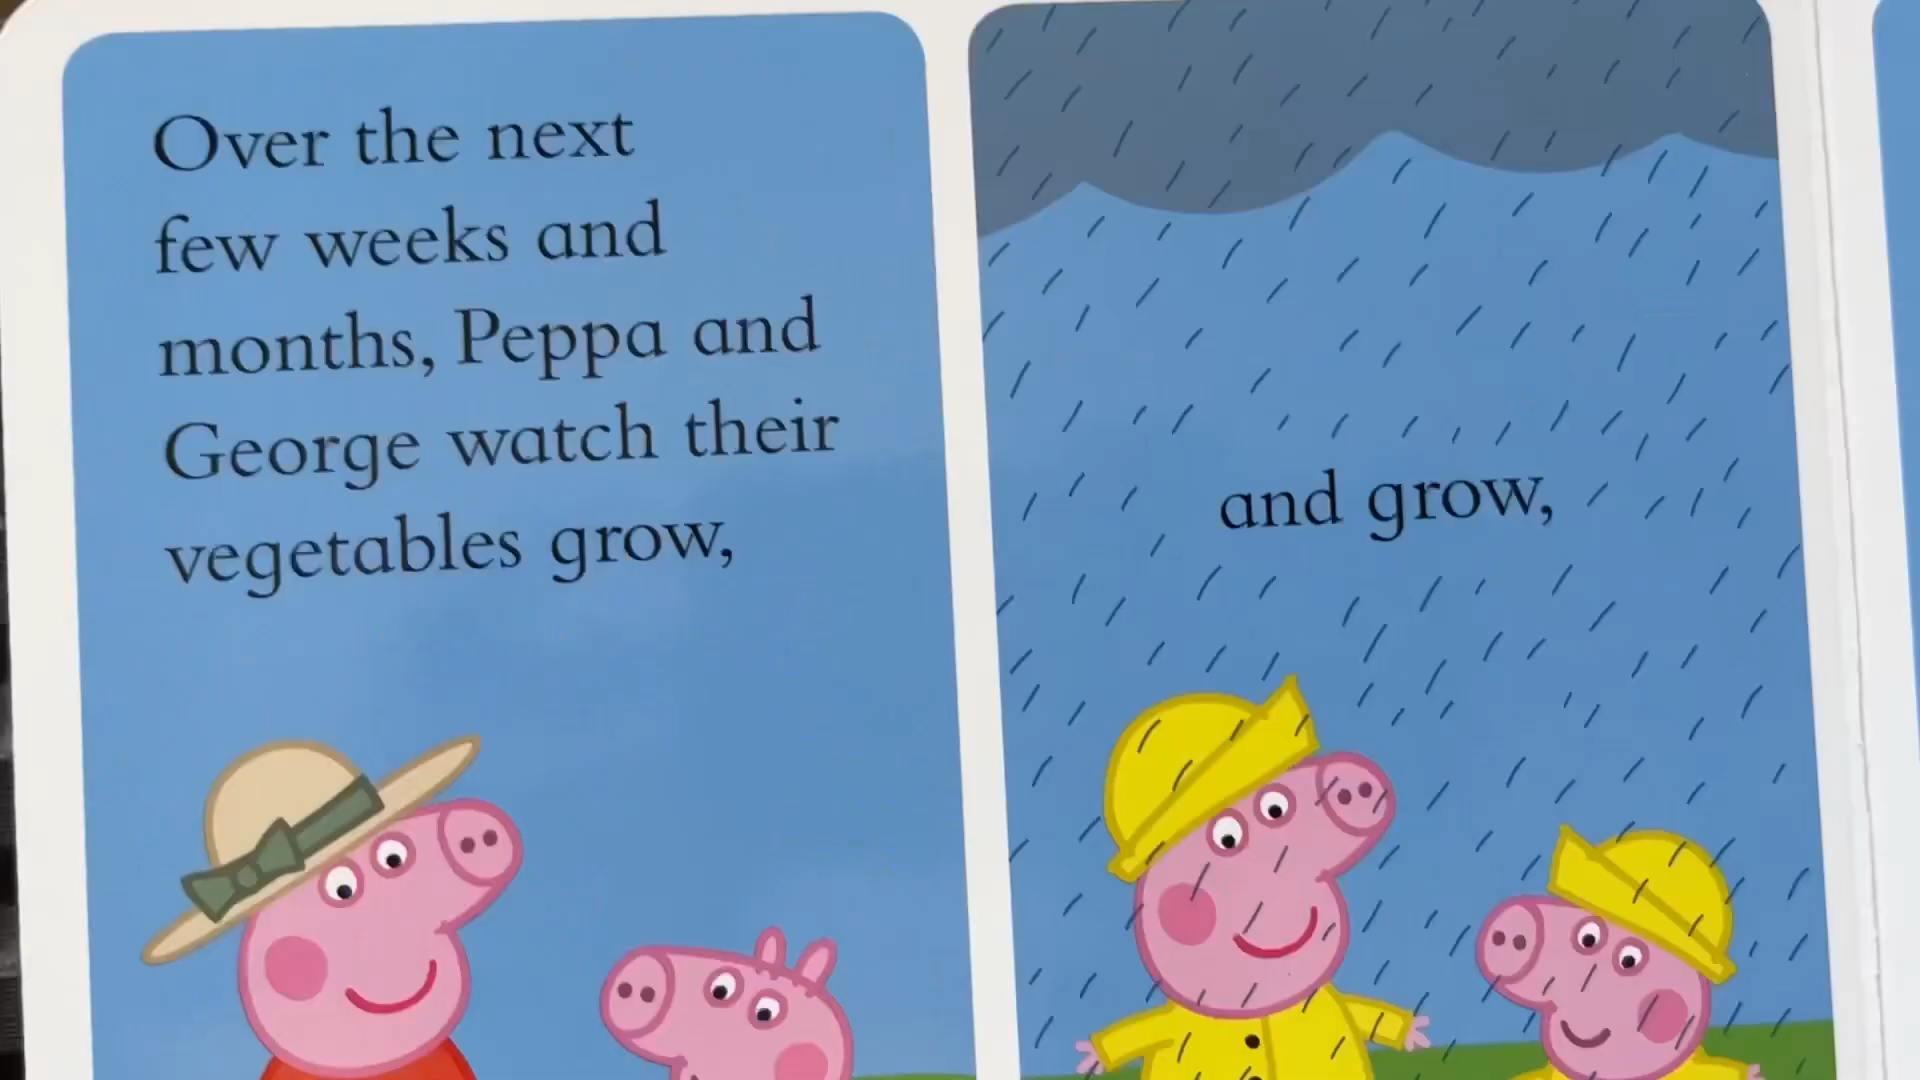 Over the next
few weeks and
months, Peppa and
George watch their
vegetables grow,
and grow,